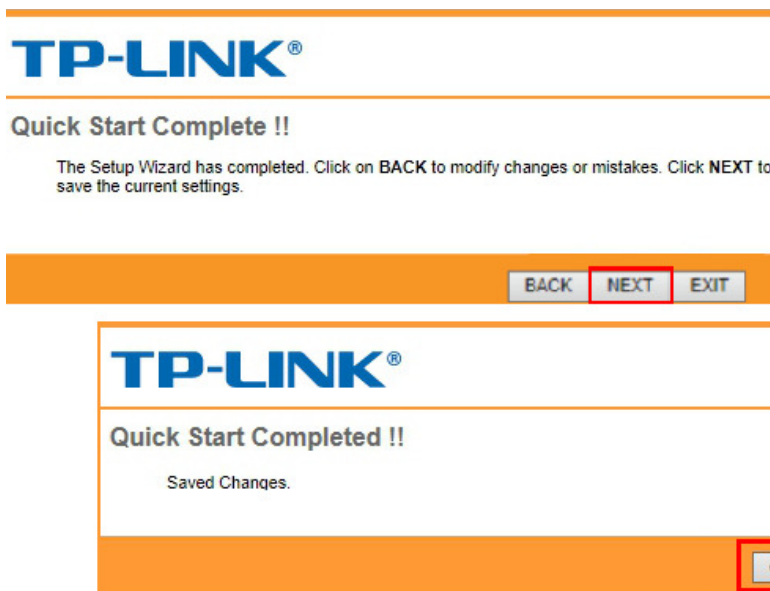 TP-LINK®
Quick Start Complete !!
The Setup Wizard has completed. Click on BACK to modify changes or mistakes. Click NEXT to
save the current settings.
BACK NEXT EXIT
TP-LINK®
Quick Start Completed !!
Saved Changes.